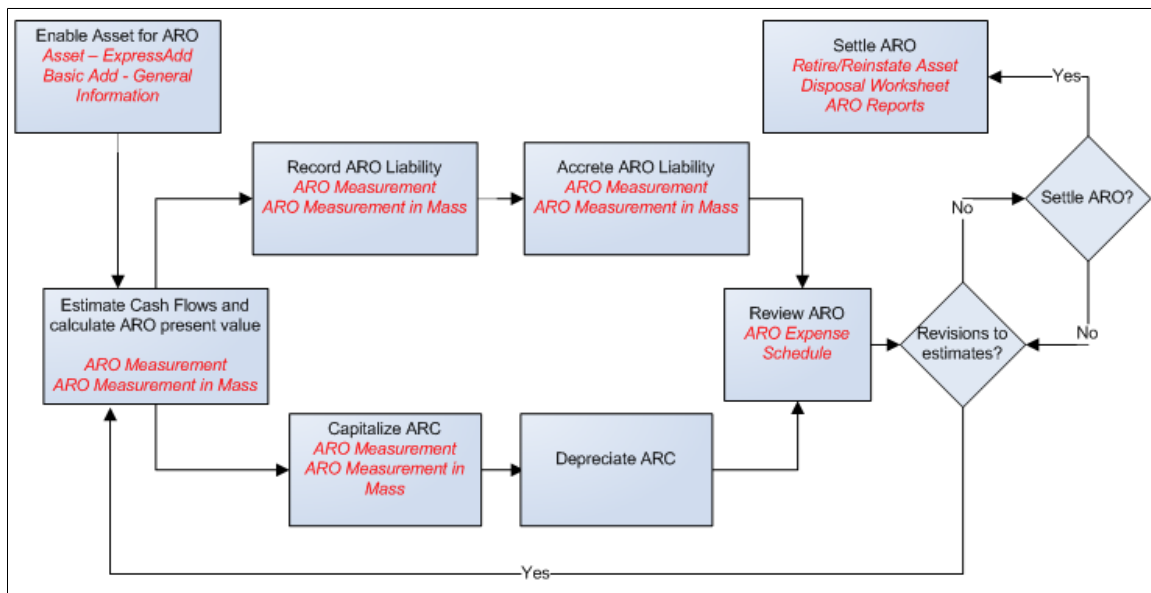 Enable Asset for ARO
Asset – ExpressAdd
Basic Add - General
Information
Settle ARO
Retire/Reinstate Asset
Disposal Worksheet
ARO Reports
Yes
Record ARO Liability
ARO Measurement
ARO Measurement in Mass
Accrete ARO Liability
ARO Measurement
ARO Measurement in Mass
Settle ARO?
No
Estimate Cash Flows and
calculate ARO present value
ARO Measurement
ARO Measurement in Mass
Review ARO
ARO Expense
Schedule
Revisions to
estimates?
No
Capitalize ARC
ARO Measurement
ARO Measurement in
Mass
Depreciate ARC
Yes